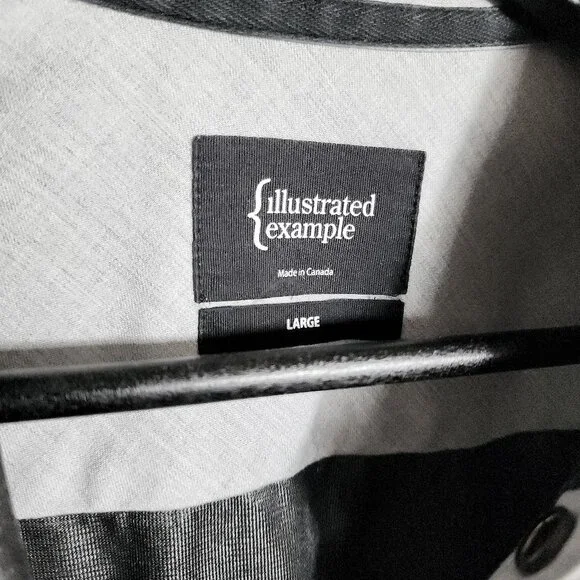 {illustrated
example
Made in Canada
LARGE